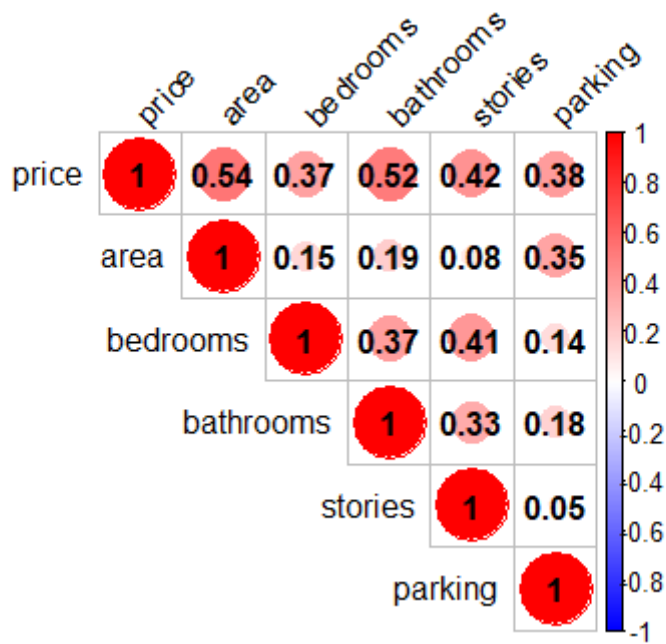 price area bedrooms bathrooms stories parking
price 1 0.54 0.37 0.52 0.42 0.38
area 1 0.15 0.19 0.08 0.35
bedrooms 1 0.37 0.41 0.14
bathrooms 1 0.33 0.18
stories 1 0.05
parking 1
1
0.8
0.6
0.4
0.2
0
-0.2
-0.4
-0.6
-0.8
-1